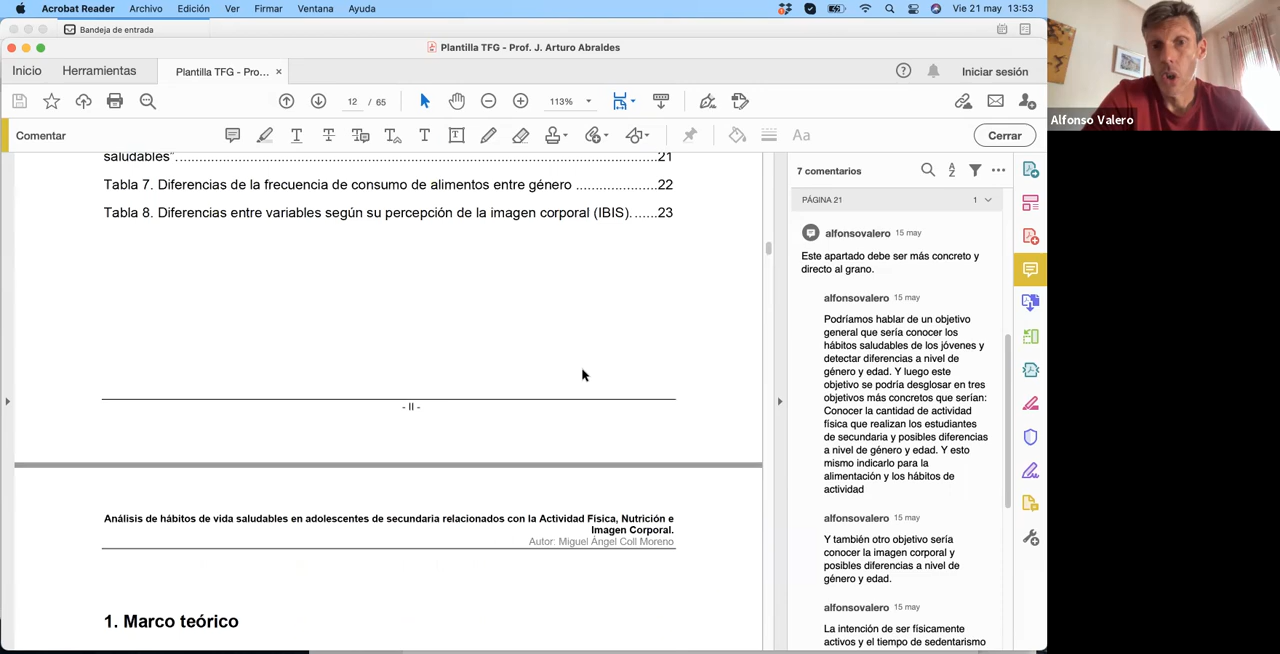 Acrobat Reader Archivo Edición Ver Firmar Ventana Ayuda Vie 21 may 13:53
Bandeja de entrada
Plantilla TFG - Prof. J. Arturo Abraldes
Inicio Herramientas Plantilla TFG - Pro... × Iniciar sesión
12 / 65 113%
Comentar Aa Cerrar
saludables”.......................................................................................................21
Tabla 7. Diferencias de la frecuencia de consumo de alimentos entre género .....................22
Tabla 8. Diferencias entre variables según su percepción de la imagen corporal (IBIS).......23
- II -
Análisis de hábitos de vida saludables en adolescentes de secundaria relacionados con la Actividad Física, Nutrición e
Imagen Corporal.
Autor: Miguel Ángel Coll Moreno
1. Marco teórico
7 comentarios
PÁGINA 21 1
alfonsovalero 15 may
Este apartado debe ser más concreto y
directo al grano.
alfonsovalero 15 may
Podríamos hablar de un objetivo
general que sería conocer los
hábitos saludables de los jóvenes y
detectar diferencias a nivel de
género y edad. Y luego este
objetivo se podría desglosar en tres
objetivos más concretos que serían:
Conocer la cantidad de actividad
física que realizan los estudiantes
de secundaria y posibles diferencias
a nivel de género y edad. Y esto
mismo indicarlo para la
alimentación y los hábitos de
actividad
alfonsovalero 15 may
Y también otro objetivo sería
conocer la imagen corporal y
posibles diferencias a nivel de
género y edad.
alfonsovalero 15 may
La intención de ser físicamente
activos y el tiempo de sedentarismo
Alfonso Valero